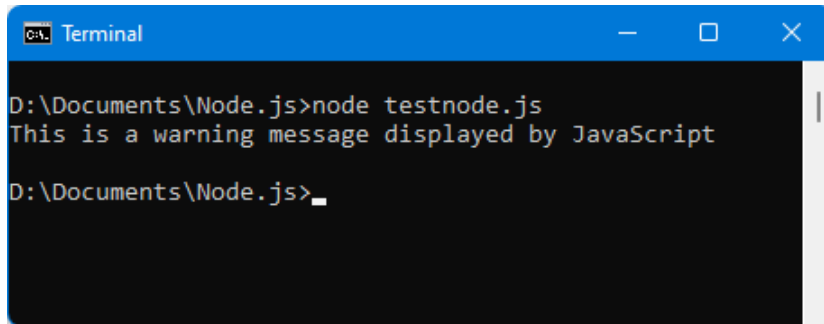 Terminal
D:\Documents\Node.js>node testnode.js
This is a warning message displayed by JavaScript
D:\Documents\Node.js>